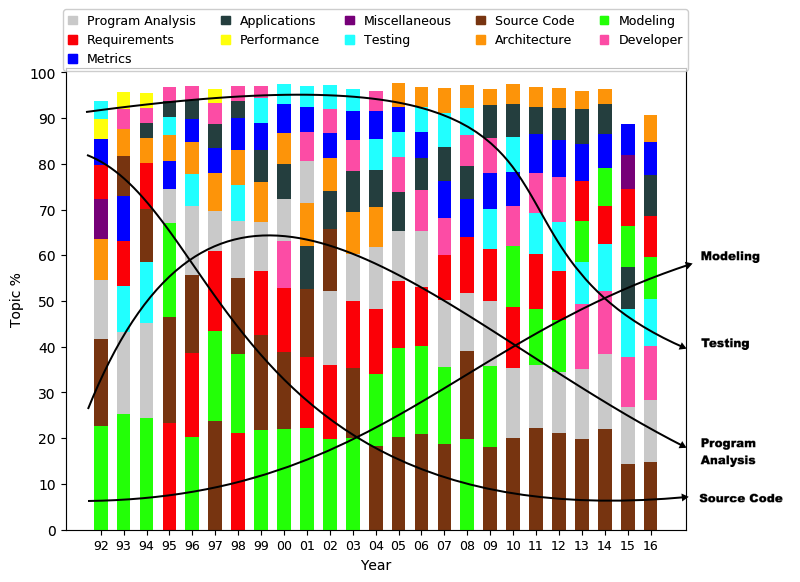 Program Analysis Applications Miscellaneous Source Code Modeling
Requirements Performance Testing Architecture Developer
Metrics
100
90
80
70
60
50
40
30
20
10
0
Topic %
Modeling
Testing
Program
Analysis
Source Code
92 93 94 95 96 97 98 99 00 01 02 03 04 05 06 07 08 09 10 11 12 13 14 15 16
Year